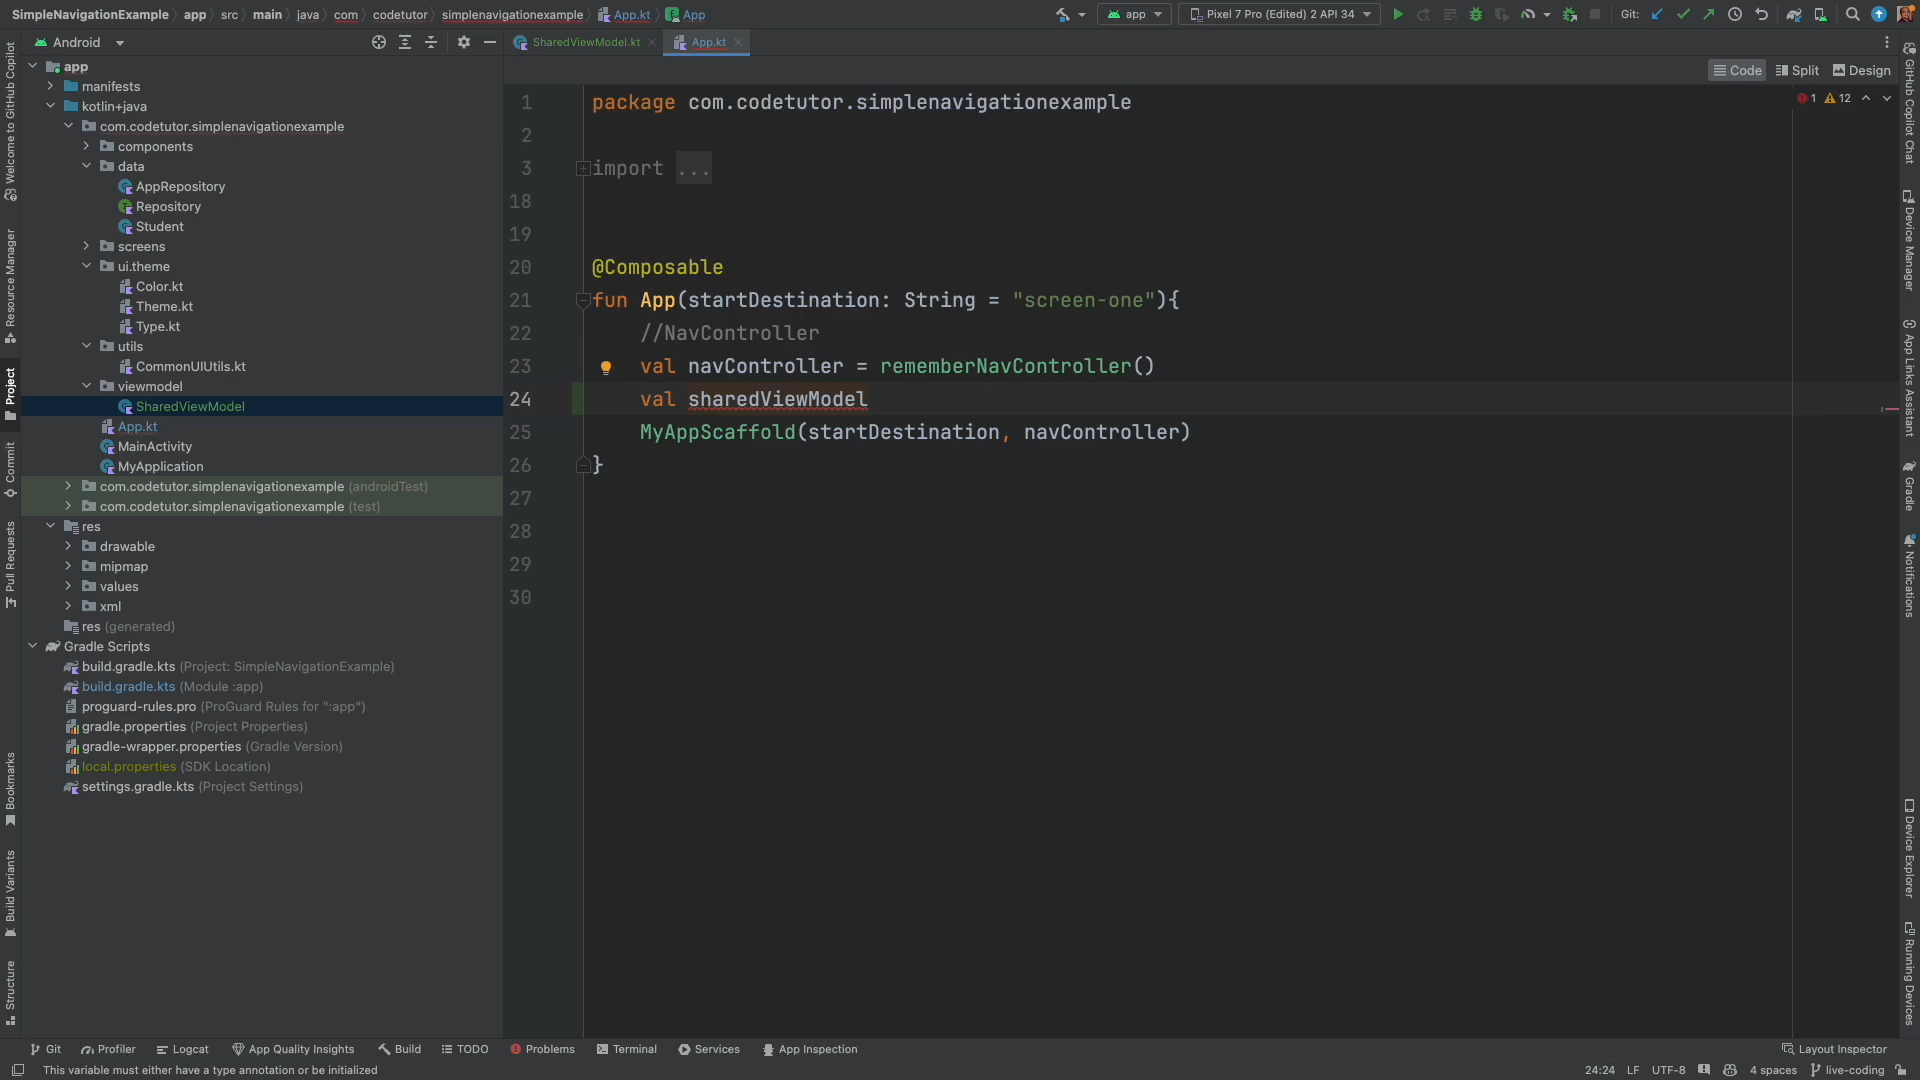 SimpleNavigationExample app src main java com codetutor simplenavigationexample App.kt App
app Pixel 7 Pro (Edited) 2 API 34 Git:
Android
SharedViewModel.kt App.kt
Code Split Design
1 12
app
manifests
kotlin+java
com.codetutor.simplenavigationexample
components
data
AppRepository
Repository
Student
screens
ui.theme
Color.kt
Theme.kt
Type.kt
utils
CommonUIUtils.kt
viewmodel
SharedViewModel
App.kt
MainActivity
MyApplication
com.codetutor.simplenavigationexample (androidTest)
com.codetutor.simplenavigationexample (test)
res
drawable
mipmap
values
xml
res (generated)
Gradle Scripts
build.gradle.kts (Project: SimpleNavigationExample)
build.gradle.kts (Module :app)
proguard-rules.pro (ProGuard Rules for ":app")
gradle.properties (Project Properties)
gradle-wrapper.properties (Gradle Version)
local.properties (SDK Location)
settings.gradle.kts (Project Settings)
1 package com.codetutor.simplenavigationexample
2
3 import ...
18
19
20 @Composable
21 fun App(startDestination: String = "screen-one"){
22 //NavController
23 val navController = rememberNavController()
24 val sharedViewModel
25 MyAppScaffold(startDestination, navController)
26 }
27
28
29
30
Welcome to GitHub Copilot
Resource Manager
Project
Commit
Pull Requests
Bookmarks
Build Variants
Structure
GitHub Copilot Chat
Device Manager
App Links Assistant
Gradle
Notifications
Device Explorer
Running Devices
Git Profiler Logcat App Quality Insights Build TODO Problems Terminal Services App Inspection Layout Inspector
This variable must either have a type annotation or be initialized 24:24 LF UTF-8 4 spaces live-coding